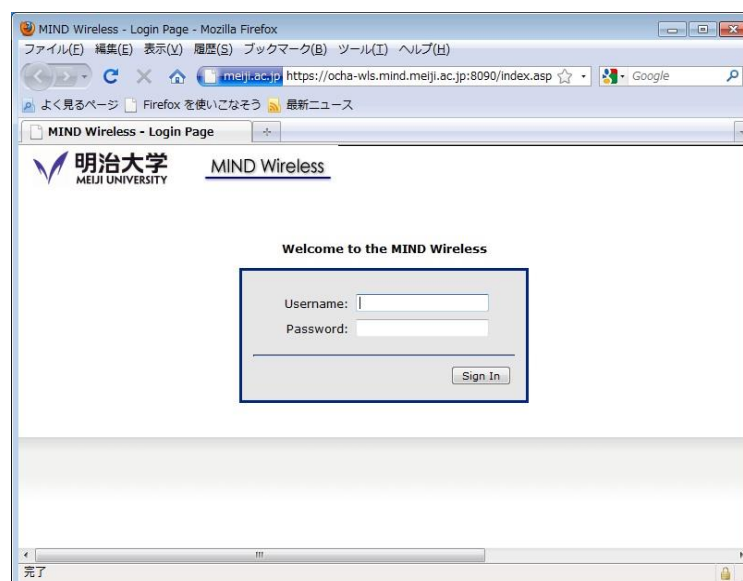 MIND Wireless - Login Page - Mozilla Firefox
ファイル(F) 編集(E) 表示(V) 履歴(S) ブックマーク(B) ツール(T) ヘルプ(H)
meiji.ac.jp https://ocha-wls.mind.meiji.ac.jp:8090/index.asp Google
よく見るページ Firefox を使いこなそう 最新ニュース
MIND Wireless - Login Page
明治大学
MEIJI UNIVERSITY
MIND Wireless
Welcome to the MIND Wireless
Username:
Password:
Sign In
完了